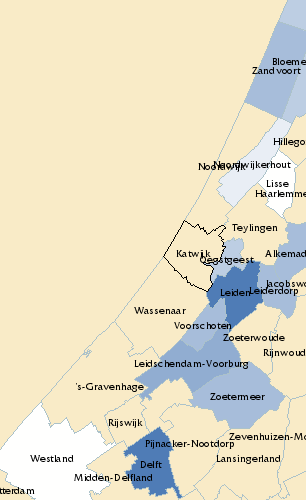 Bloeme
Zandvoort
Hillego
Noordwijkerhout
Noordwijk
Lisse
Haarlemme
Teylingen
Katwijk
Oegstgeest
Alkemad
Jacobswo
Leiden
Leiderdorp
Wassenaar
Voorschoten
Zoeterwoude
Rijnwoud
Leidschendam-Voorburg
's-Gravenhage
Zoetermeer
Rijswijk
Zevenhuizen-Mo
Pijnacker-Nootdorp
Westland
Lansingerland
Delft
Midden-Delfland
tterdam